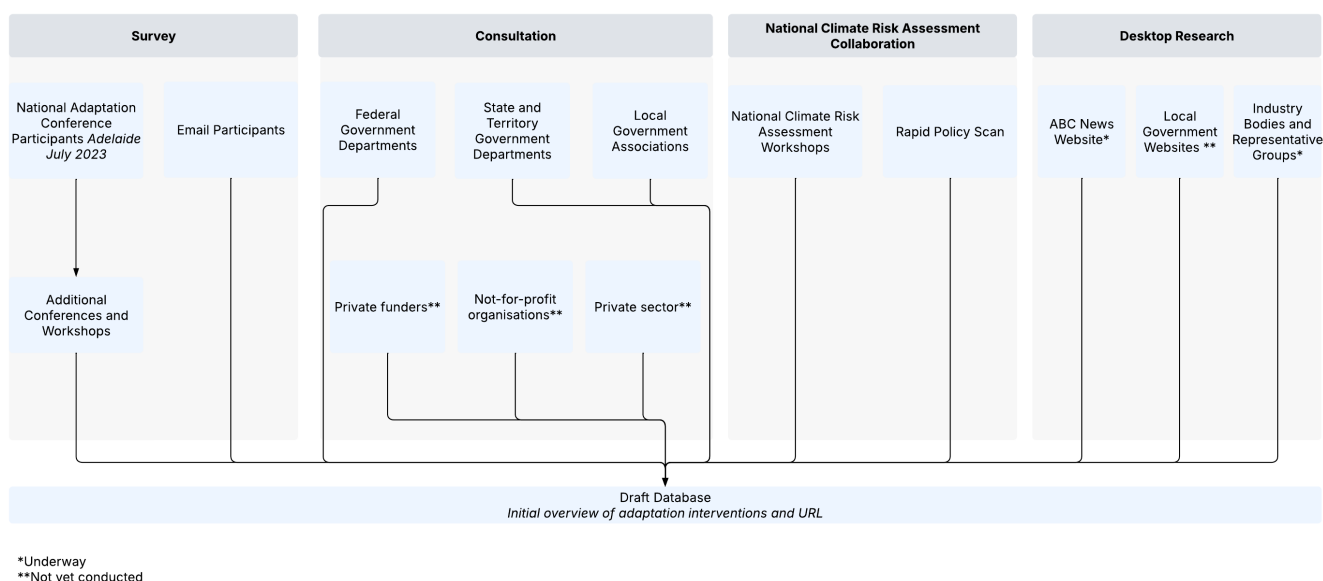 Survey
Consultation
National Climate Risk Assessment
Collaboration
Desktop Research
National Adaptation
Conference
Participants Adelaide
July 2023
Email Participants
Federal
Government
Departments
State and
Territory
Government
Departments
Local
Government
Associations
National Climate Risk
Assessment
Workshops
Rapid Policy Scan
ABC News
Website*
Local
Government
Websites **
Industry
Bodies and
Representative
Groups*
Additional
Conferences and
Workshops
Private funders**
Not-for-profit
organisations**
Private sector**
Draft Database
Initial overview of adaptation interventions and URL
*Underway
**Not yet conducted